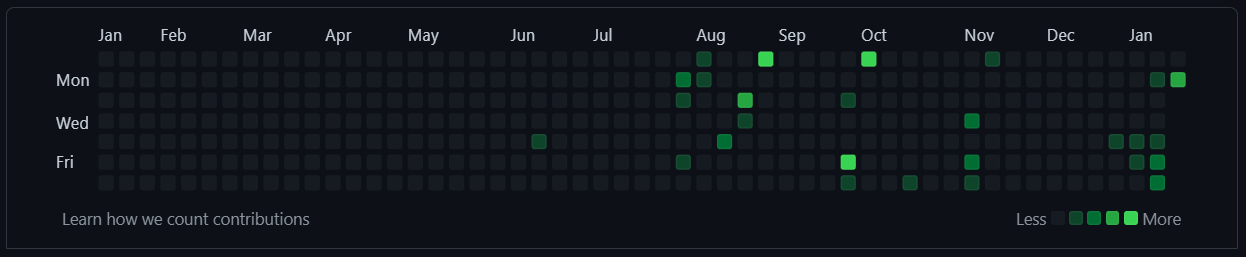 Jan Feb Mar Apr May Jun Jul Aug Sep Oct Nov Dec Jan
Mon
Wed
Fri
Learn how we count contributions Less More